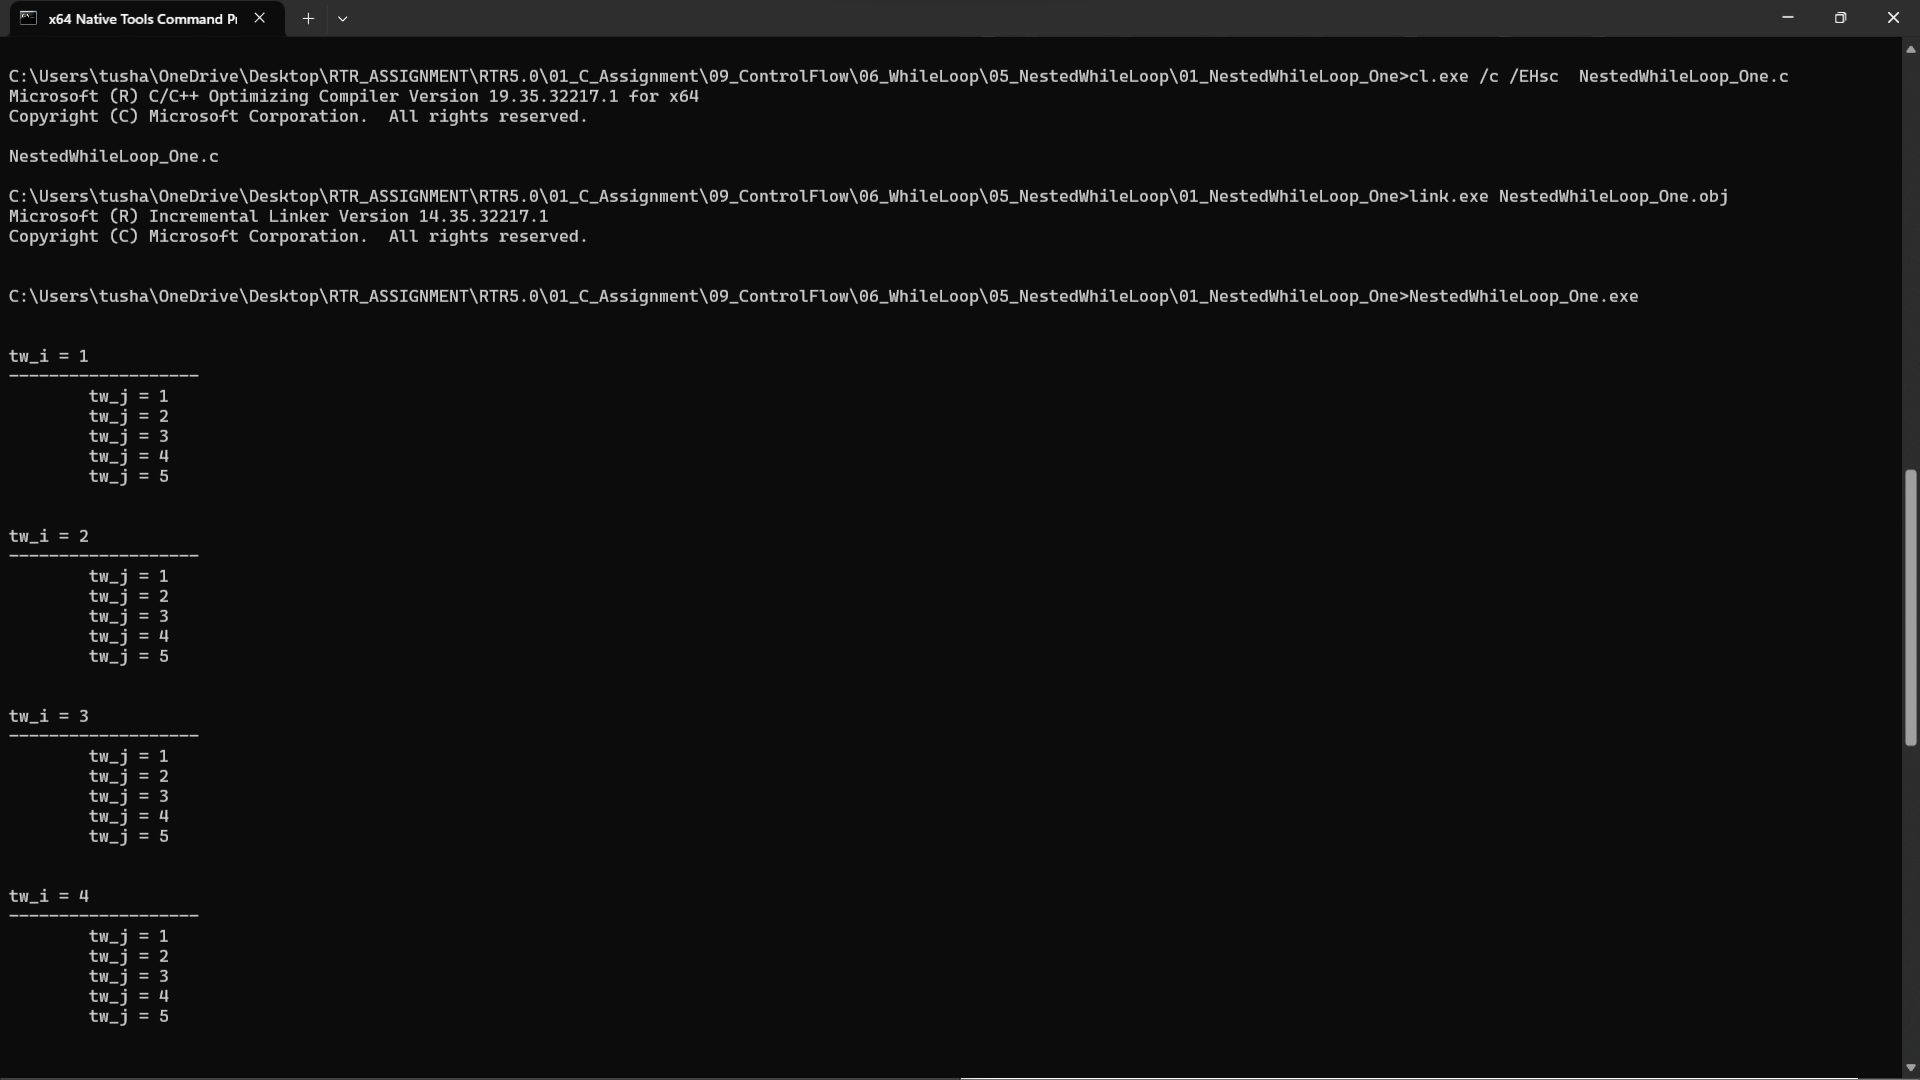 x64 Native Tools Command Pr
C:\Users\tusha\OneDrive\Desktop\RTR_ASSIGNMENT\RTR5.0\01_C_Assignment\09_ControlFlow\06_WhileLoop\05_NestedWhileLoop\01_NestedWhileLoop_One>cl.exe /c /EHsc  NestedWhileLoop_One.c
Microsoft (R) C/C++ Optimizing Compiler Version 19.35.32217.1 for x64
Copyright (C) Microsoft Corporation.  All rights reserved.
NestedWhileLoop_One.c
C:\Users\tusha\OneDrive\Desktop\RTR_ASSIGNMENT\RTR5.0\01_C_Assignment\09_ControlFlow\06_WhileLoop\05_NestedWhileLoop\01_NestedWhileLoop_One>link.exe NestedWhileLoop_One.obj
Microsoft (R) Incremental Linker Version 14.35.32217.1
Copyright (C) Microsoft Corporation.  All rights reserved.
C:\Users\tusha\OneDrive\Desktop\RTR_ASSIGNMENT\RTR5.0\01_C_Assignment\09_ControlFlow\06_WhileLoop\05_NestedWhileLoop\01_NestedWhileLoop_One>NestedWhileLoop_One.exe
tw_i = 1
-------------------
tw_j = 1
tw_j = 2
tw_j = 3
tw_j = 4
tw_j = 5
tw_i = 2
-------------------
tw_j = 1
tw_j = 2
tw_j = 3
tw_j = 4
tw_j = 5
tw_i = 3
-------------------
tw_j = 1
tw_j = 2
tw_j = 3
tw_j = 4
tw_j = 5
tw_i = 4
-------------------
tw_j = 1
tw_j = 2
tw_j = 3
tw_j = 4
tw_j = 5